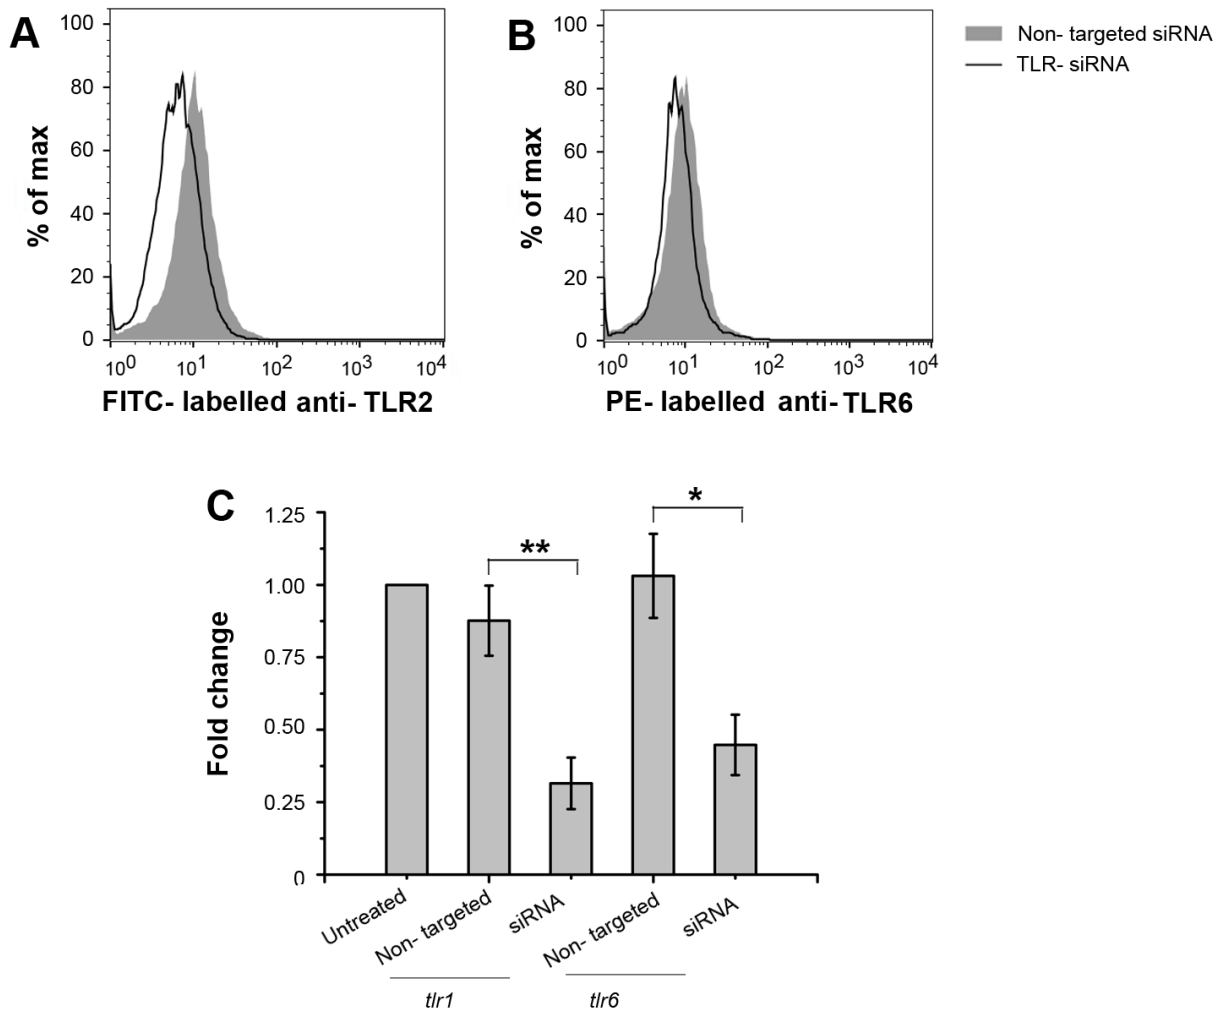 A
100
80
60
40
20
0
% of max
10^0 10^1 10^2 10^3 10^4
FITC- labelled anti- TLR2
B
100
80
60
40
20
0
% of max
10^0 10^1 10^2 10^3 10^4
PE- labelled anti- TLR6
Non- targeted siRNA
TLR- siRNA
C
1.25
1.00
0.75
0.50
0.25
0
Fold change
**
*
Untreated
Non- targeted
siRNA
Non- targeted
siRNA
tlr1
tlr6